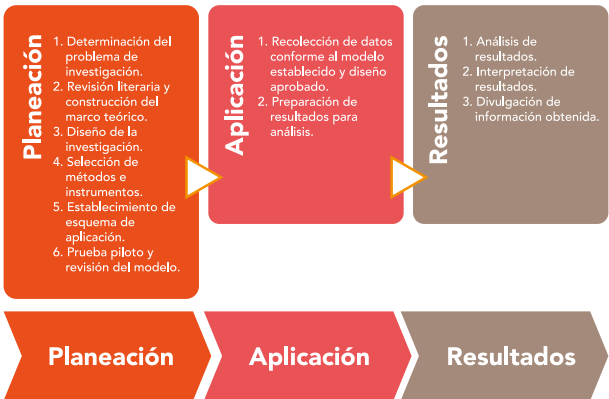 Planeación
1. Determinación del
problema de
investigación.
2. Revisión literaria y
construcción del
marco teórico.
3. Diseño de la
investigación.
4. Selección de
métodos e
instrumentos.
5. Establecimiento de
esquema de
aplicación.
6. Prueba piloto y
revisión del modelo.
Aplicación
1. Recolección de datos
conforme al modelo
establecido y diseño
aprobado.
2. Preparación de
resultados para
análisis.
Resultados
1. Análisis de
resultados.
2. Interpretación de
resultados.
3. Divulgación de
información obtenida.
Planeación
Aplicación
Resultados